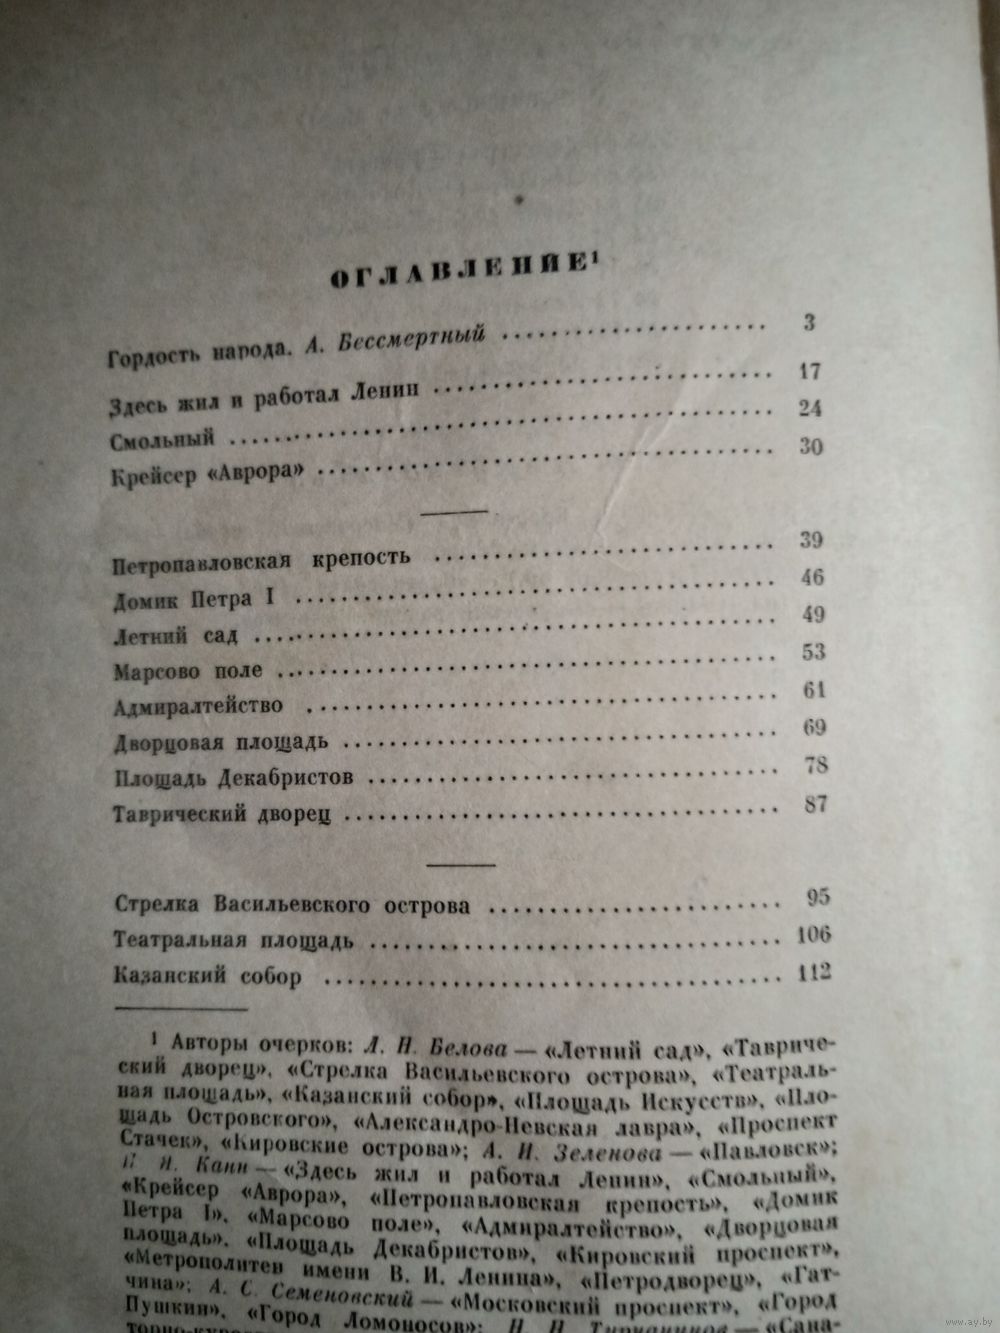 ОГЛАВЛЕНИЕ¹
Гордость народа. А. Бессмертный 3
Здесь жил и работал Ленин 17
Смольный 24
Крейсер «Аврора» 30
Петропавловская крепость 39
Домик Петра I 46
Летний сад 49
Марсово поле 53
Адмиралтейство 61
Дворцовая площадь 69
Площадь Декабристов 78
Таврический дворец 87
Стрелка Васильевского острова 95
Театральная площадь 106
Казанский собор 112
¹ Авторы очерков: Л. Н. Белова — «Летний сад», «Тавриче-
ский дворец», «Стрелка Васильевского острова», «Театраль-
ная площадь», «Казанский собор», «Площадь Искусств», «Пло-
щадь Островского», «Александро-Невская лавра», «Проспект
Стачек», «Кировские острова»; А. И. Зеленова — «Павловск»;
Я. Канн — «Здесь жил и работал Ленин», «Смольный»,
«Крейсер «Аврора», «Петропавловская крепость», «Домик
Петра I», «Марсово поле», «Адмиралтейство», «Дворцовая
площадь», «Площадь Декабристов», «Кировский проспект»,
«Метрополитен имени В. И. Ленина», «Петродворец», «Гат-
чина»; А. С. Семеновский — «Московский проспект», «Город
Пушкин», «Город Ломоносов»; «Сана-
www.ay.by